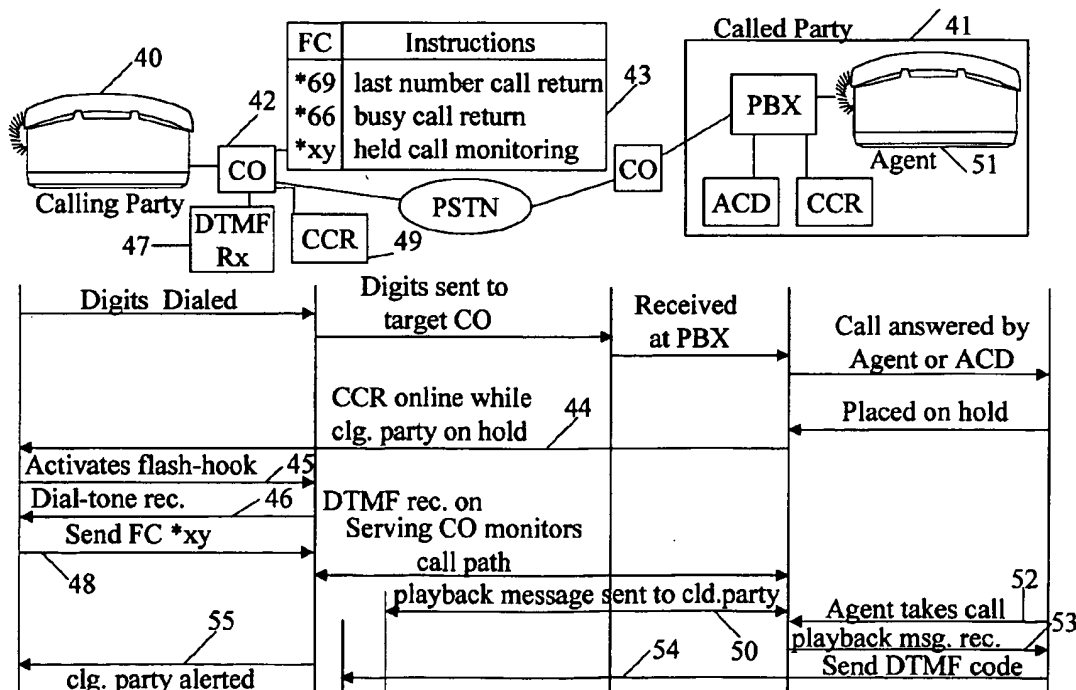 40
42
FC Instructions
*69 last number call return
*66 busy call return
*xy held call monitoring
43
Called Party
41
PBX
Agent
51
ACD
CCR
CO
Calling Party
CO
PSTN
47
DTMF
Rx
CCR
49
Digits Dialed
Digits sent to
target CO
Received
at PBX
Call answered by
Agent or ACD
CCR online while
clg. party on hold
44
Placed on hold
Activates flash-hook
45
Dial-tone rec.
46
DTMF rec. on
Send FC *xy
48
Serving CO monitors
call path
playback message sent to cld.party
50
52
Agent takes call
53
playback msg. rec.
55
54
Send DTMF code
clg. party alerted